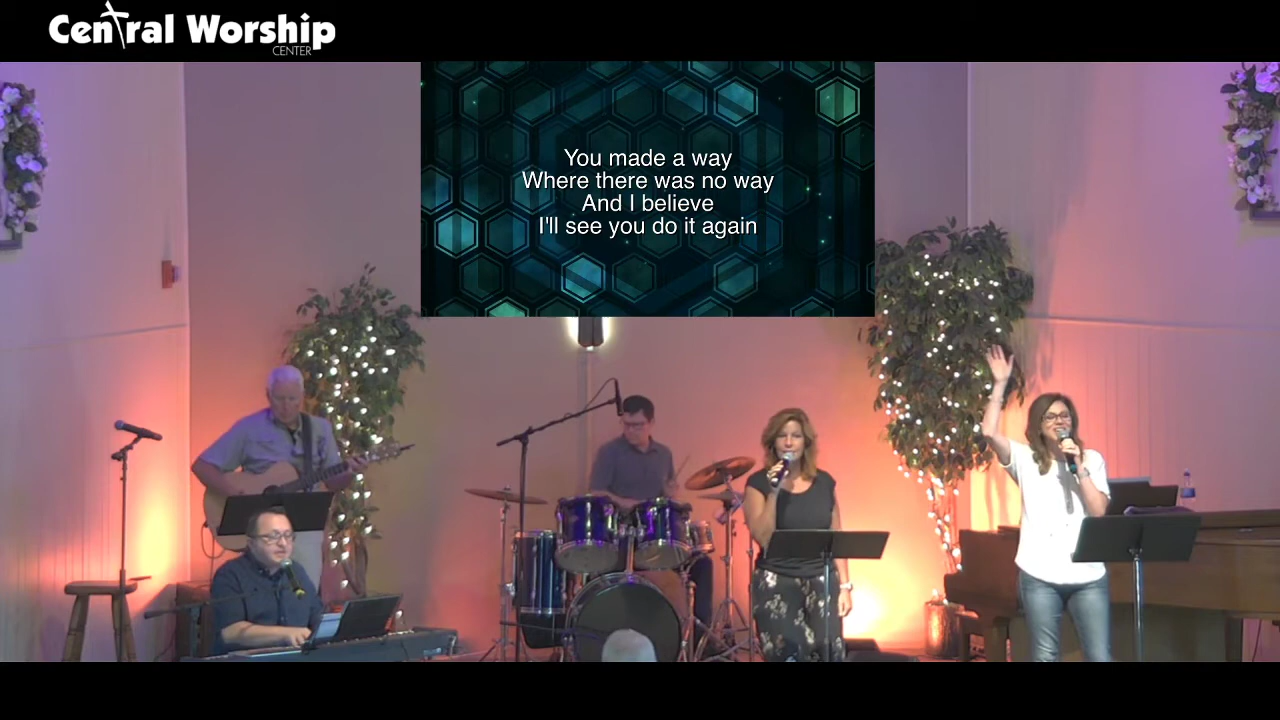 Central Worship
CENTER
You made a way
Where there was no way
And I believe
I'll see you do it again